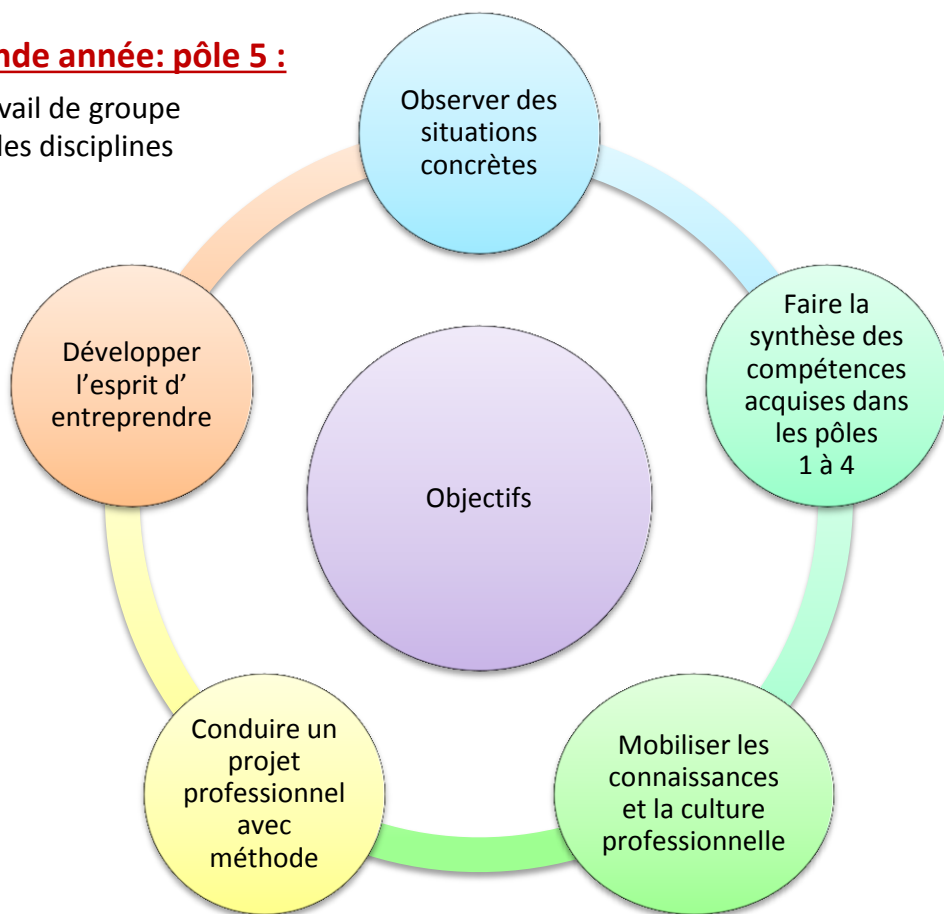 nde année: pôle 5 :
vail de groupe
des disciplines
Observer des
situations
concrètes
Faire la
synthèse des
compétences
acquises dans
les pôles
1 à 4
Mobiliser les
connaissances
et la culture
professionnelle
Conduire un
projet
professionnel
avec
méthode
Développer
l’esprit d’
entreprendre
Objectifs